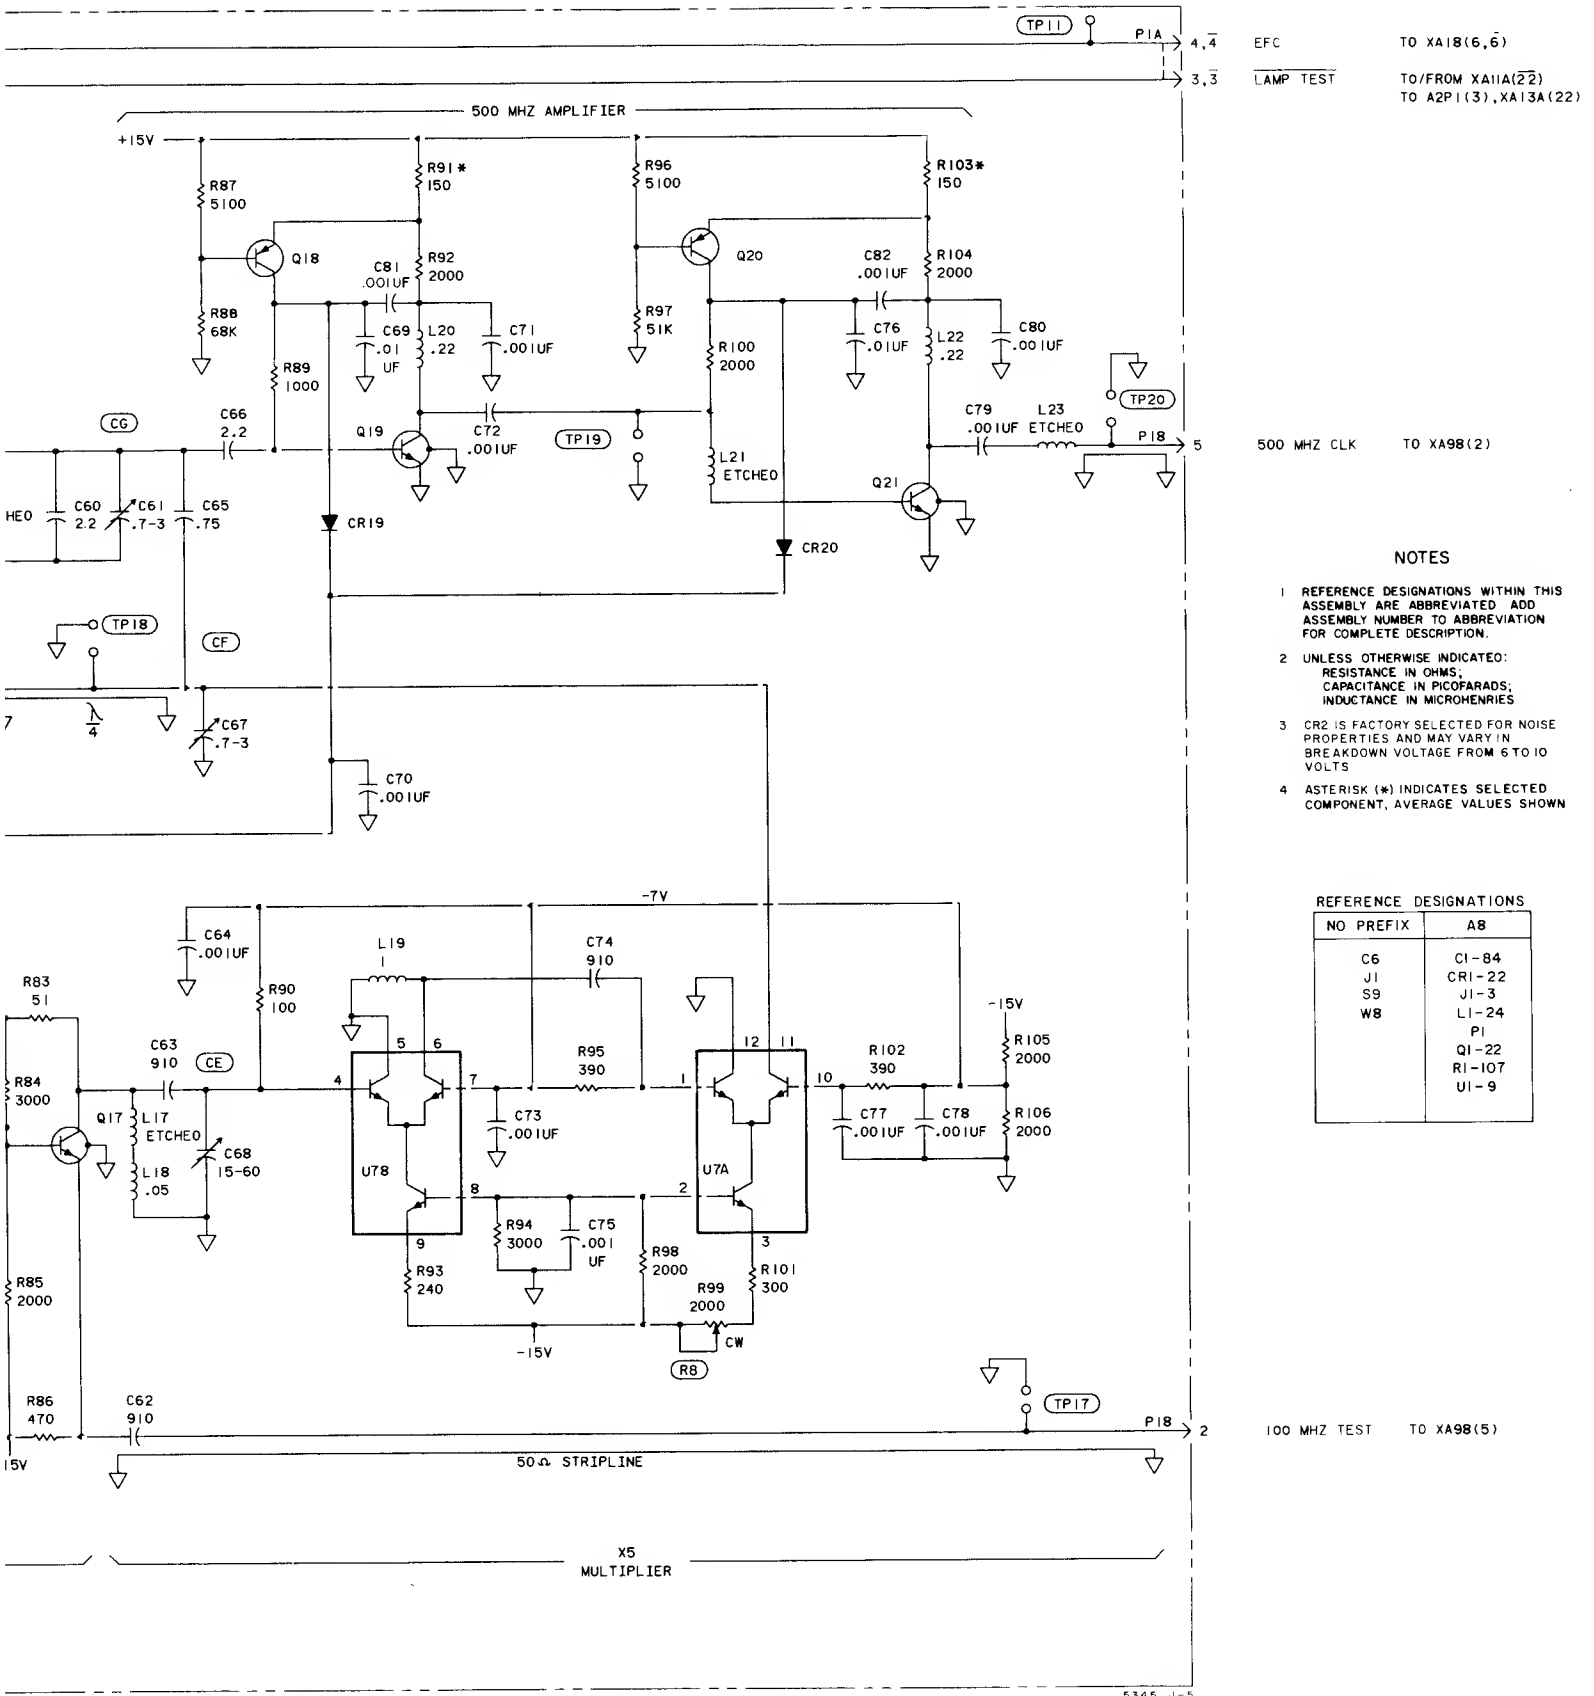 TP11
P1A
4,4̅ EFC TO XA18(6,6̅)
3,3̅ LAMP TEST TO/FROM XA11A(2̅2̅)
TO A2P1(3),XA13A(22)
500 MHZ AMPLIFIER
+15V
R87
5100
R91*
150
R96
5100
R103*
150
Q18
R92
2000
Q20
R104
2000
C81
.001UF
C82
.001UF
R88
68K
C69
.01
UF
L20
.22
C71
.001UF
R97
51K
C76
.01UF
L22
.22
C80
.001UF
R89
1000
R100
2000
CG
C66
2.2
Q19
C72
.001UF
TP19
TP20
C79
.001UF
L23
ETCHED
P18
5 500 MHZ CLK TO XA98(2)
L21
ETCHED
Q21
HED
C60
2.2
C61
.7-3
C65
.75
CR19
CR20
TP18
CF
7
λ
4
C67
.7-3
C70
.001UF
NOTES
1 REFERENCE DESIGNATIONS WITHIN THIS
ASSEMBLY ARE ABBREVIATED ADD
ASSEMBLY NUMBER TO ABBREVIATION
FOR COMPLETE DESCRIPTION.
2 UNLESS OTHERWISE INDICATED:
RESISTANCE IN OHMS;
CAPACITANCE IN PICOFARADS;
INDUCTANCE IN MICROHENRIES
3 CR2 IS FACTORY SELECTED FOR NOISE
PROPERTIES AND MAY VARY IN
BREAKDOWN VOLTAGE FROM 6 TO 10
VOLTS
4 ASTERISK (*) INDICATES SELECTED
COMPONENT, AVERAGE VALUES SHOWN
REFERENCE DESIGNATIONS
NO PREFIX A8
C6 C1-84
J1 CR1-22
S9 J1-3
W8 L1-24
P1
Q1-22
R1-107
U1-9
-7V
C64
.001UF
L19
1
C74
910
R83
51
R90
100
-15V
C63
910
CE
5 6
R95
390
12 11
R102
390
R105
2000
R84
3000
4
7
1
10
Q17
L17
ETCHED
C73
.001UF
C77
.001UF
C78
.001UF
R106
2000
C68
15-60
L18
.05
U78
U7A
8
2
R94
3000
C75
.001
UF
9
3
R85
2000
R93
240
R98
2000
R99
2000
R101
300
CW
-15V
R8
R86
470
C62
910
TP17
P18
2 100 MHZ TEST TO XA98(5)
15V
50Ω STRIPLINE
X5
MULTIPLIER
5345 J-5